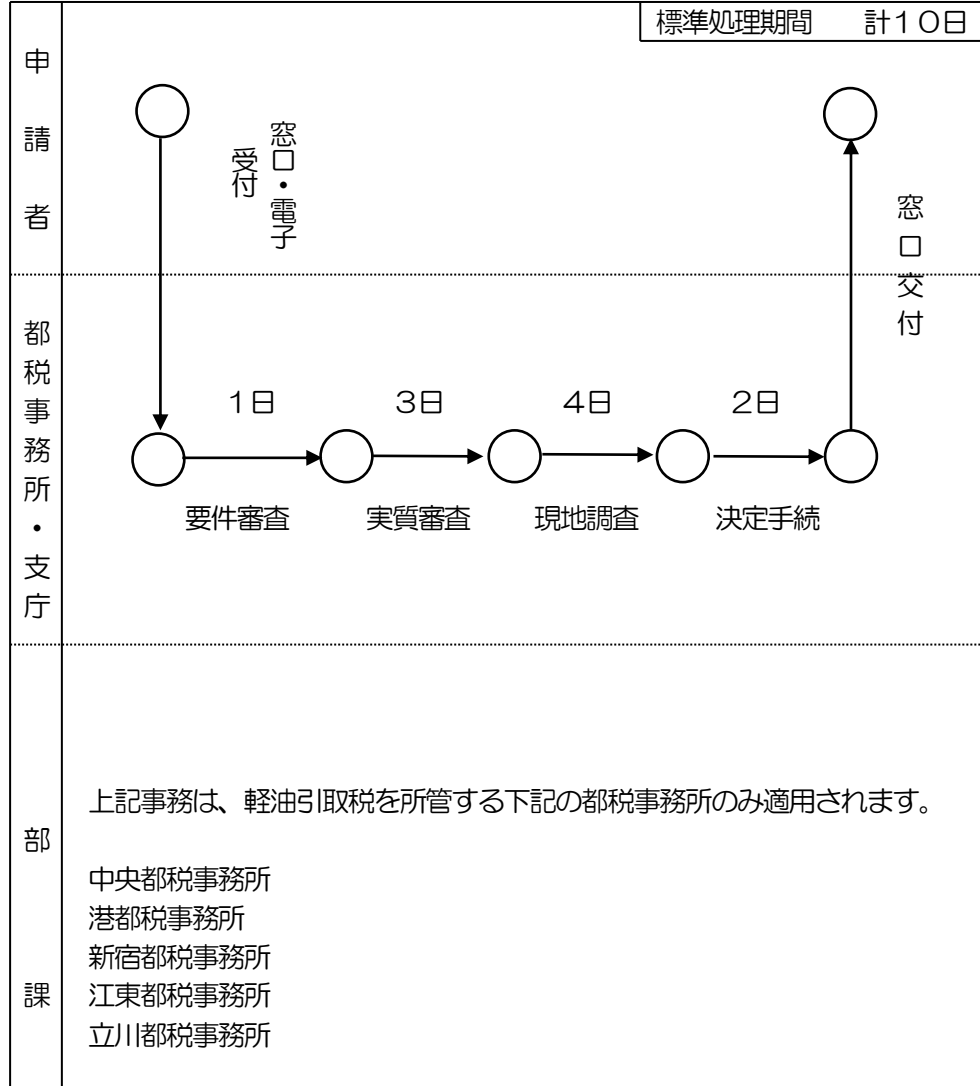 標準処理期間　計１０日
申請者
窓口・電子
受付
窓口交付
都税事務所・支庁
１日
３日
４日
２日
要件審査
実質審査
現地調査
決定手続
部課
上記事務は、軽油引取税を所管する下記の都税事務所のみ適用されます。
中央都税事務所
港都税事務所
新宿都税事務所
江東都税事務所
立川都税事務所